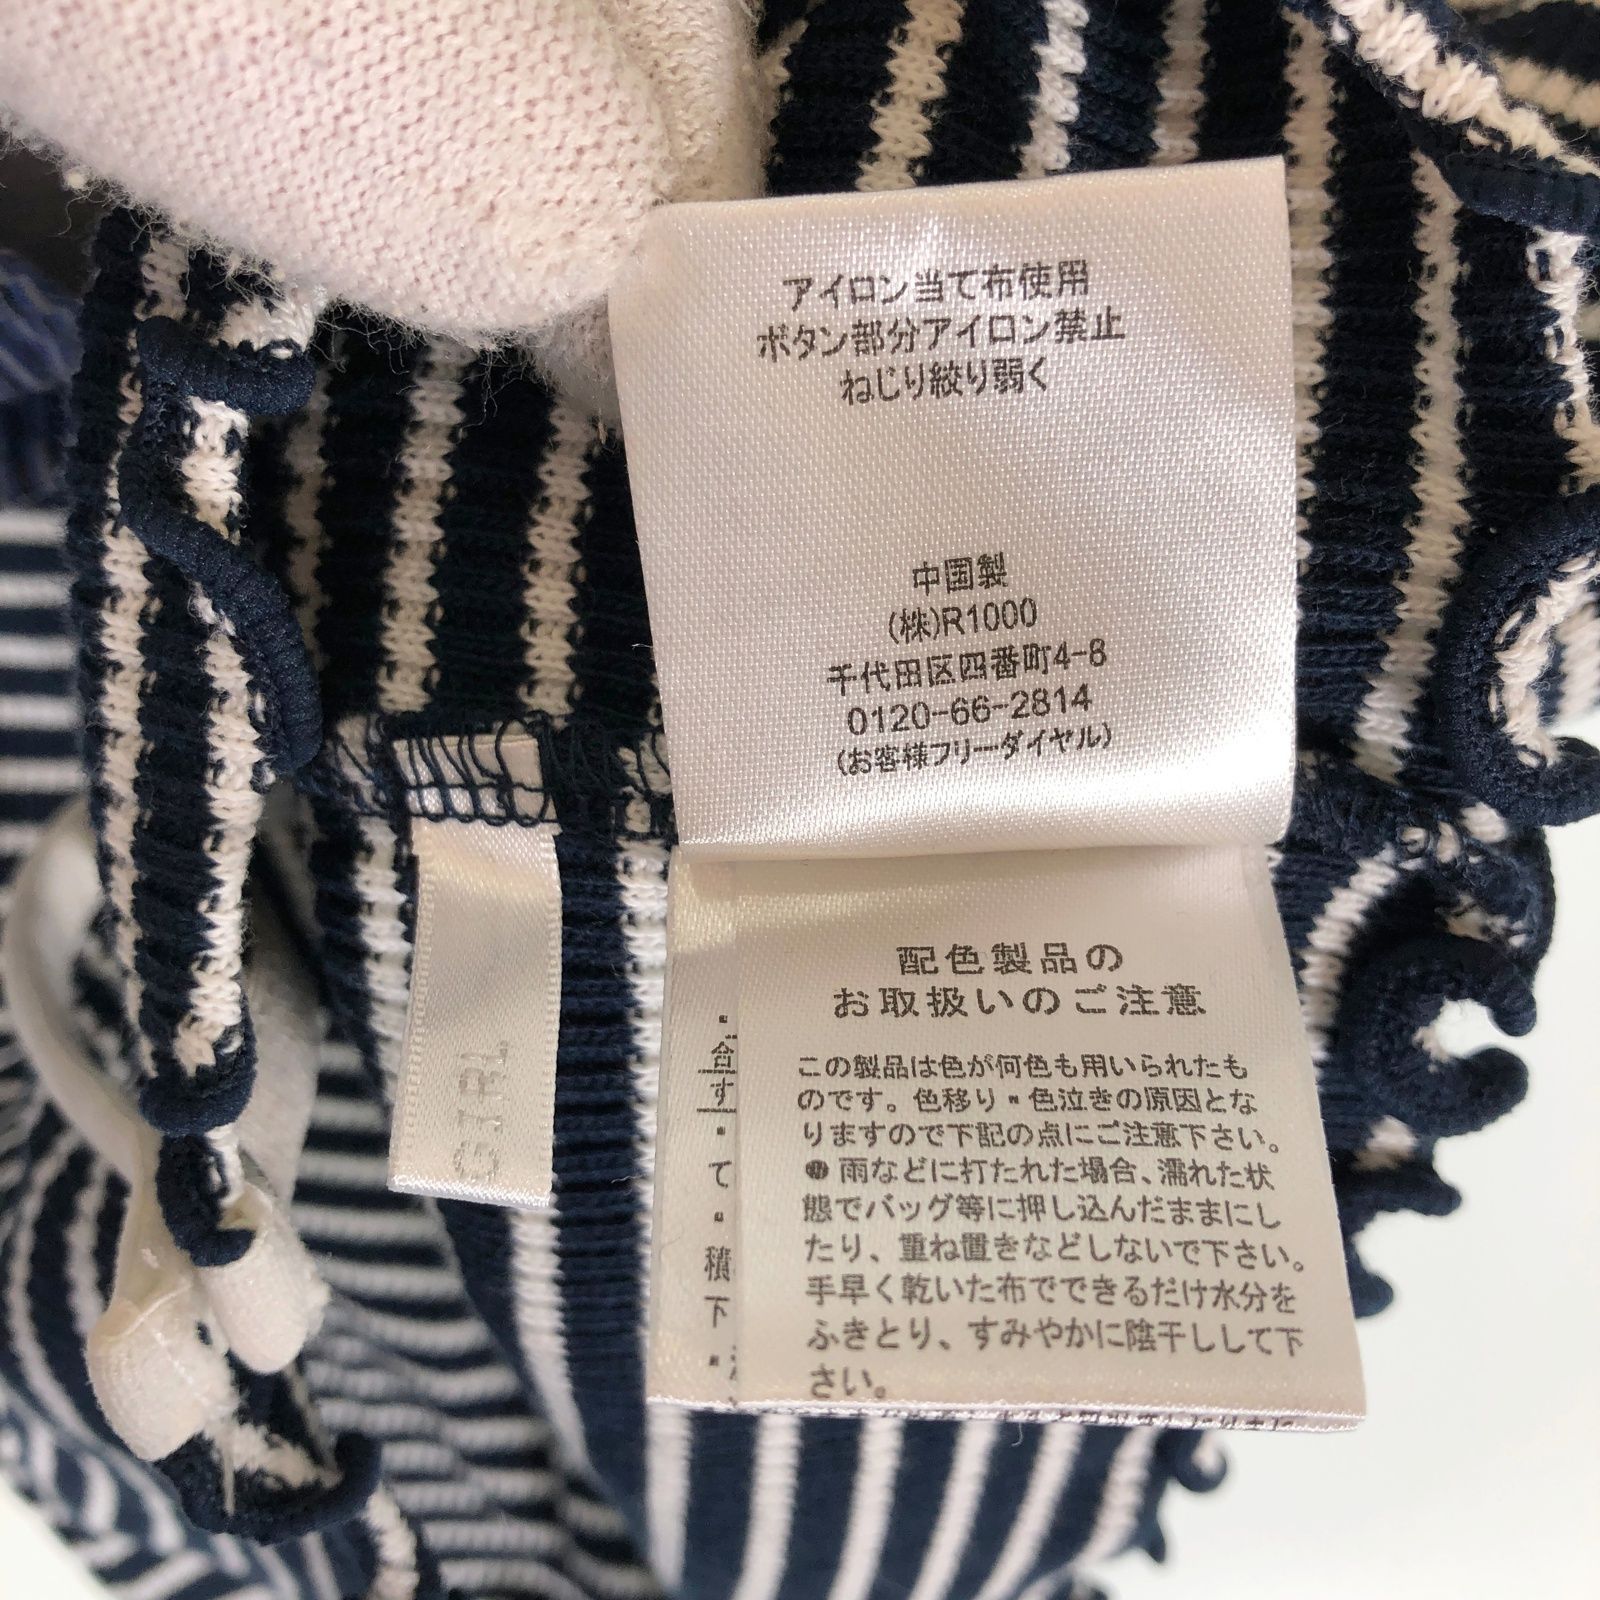 アイロン当て布使用
ボタン部分アイロン禁止
ねじり絞り弱く
中国製
(株)R1000
千代田区四番町4-8
0120-66-2814
(お客様フリーダイヤル)
GIRL
配色製品の
お取扱いのご注意
この製品は色が何色も用いられたも
のです。色移り・色泣きの原因とな
りますので下記の点にご注意下さい。
●雨などに打たれた場合、濡れた状
態でバッグ等に押し込んだままにし
たり、重ね置きなどしないで下さい。
手早く乾いた布でできるだけ水分を
ふきとり、すみやかに陰干しして下
さい。
・
合
す
・
て
・
積
下
・